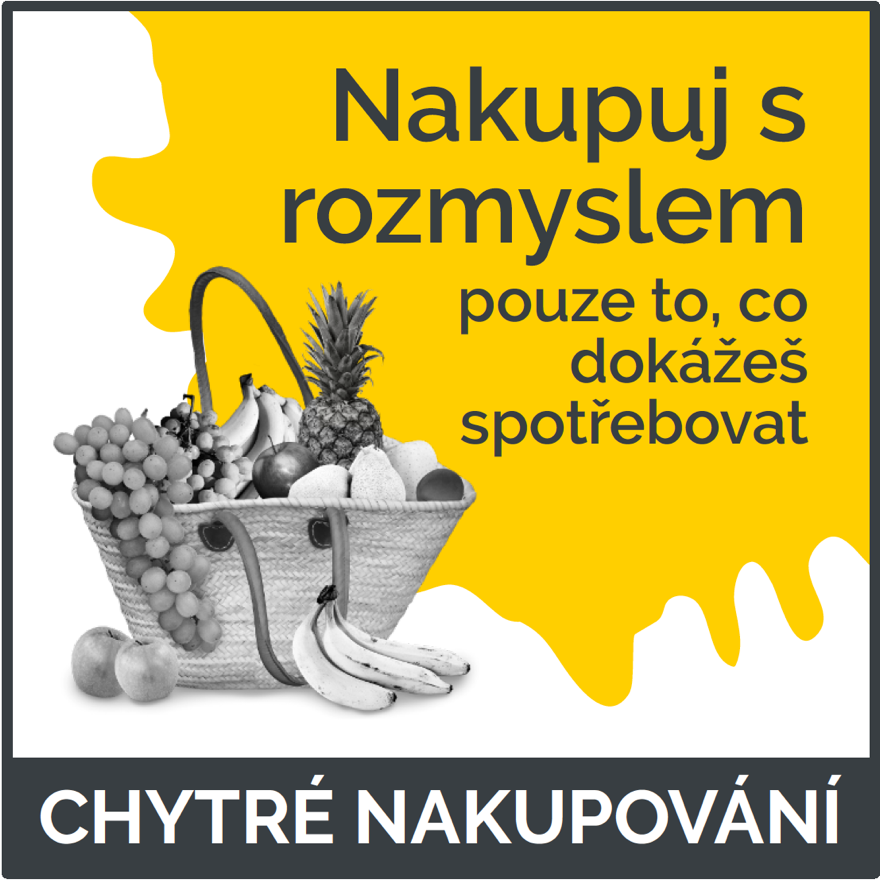 Nakupuj s
rozmyslem
pouze to, co
dokážeš
spotřebovat
CHYTRÉ NAKUPOVÁNÍ